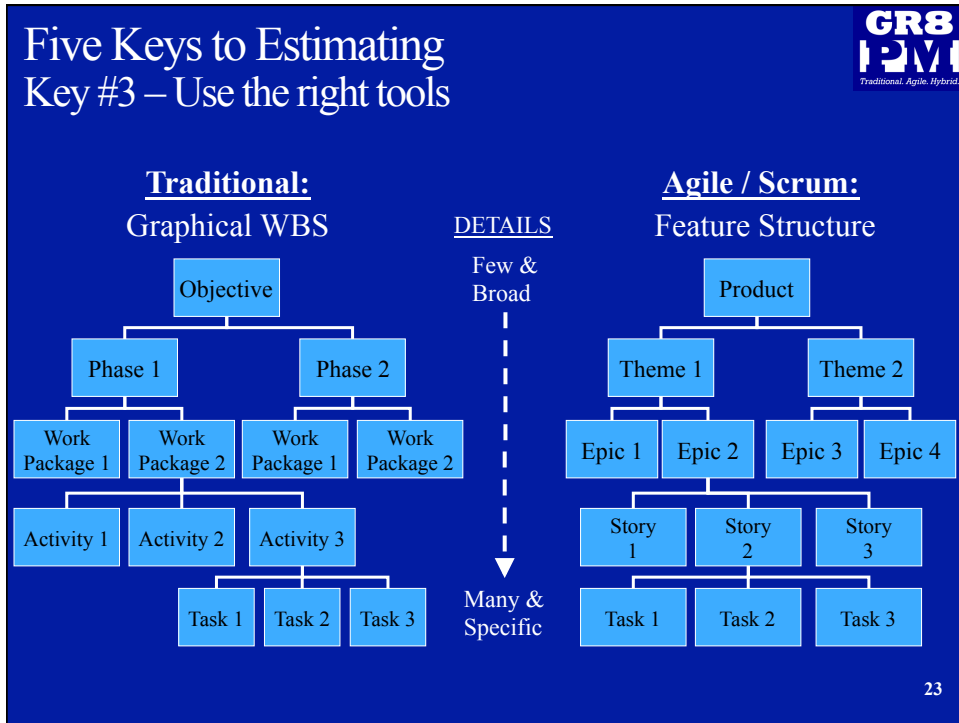 Five Keys to Estimating
Key #3 – Use the right tools
GR8
PM
Traditional. Agile. Hybrid.
Traditional:
Graphical WBS
Objective
Phase 1
Phase 2
Work
Package 1
Work
Package 2
Work
Package 1
Work
Package 2
Activity 1
Activity 2
Activity 3
Task 1
Task 2
Task 3
DETAILS
Few &
Broad
Many &
Specific
Agile / Scrum:
Feature Structure
Product
Theme 1
Theme 2
Epic 1
Epic 2
Epic 3
Epic 4
Story
1
Story
2
Story
3
Task 1
Task 2
Task 3
23